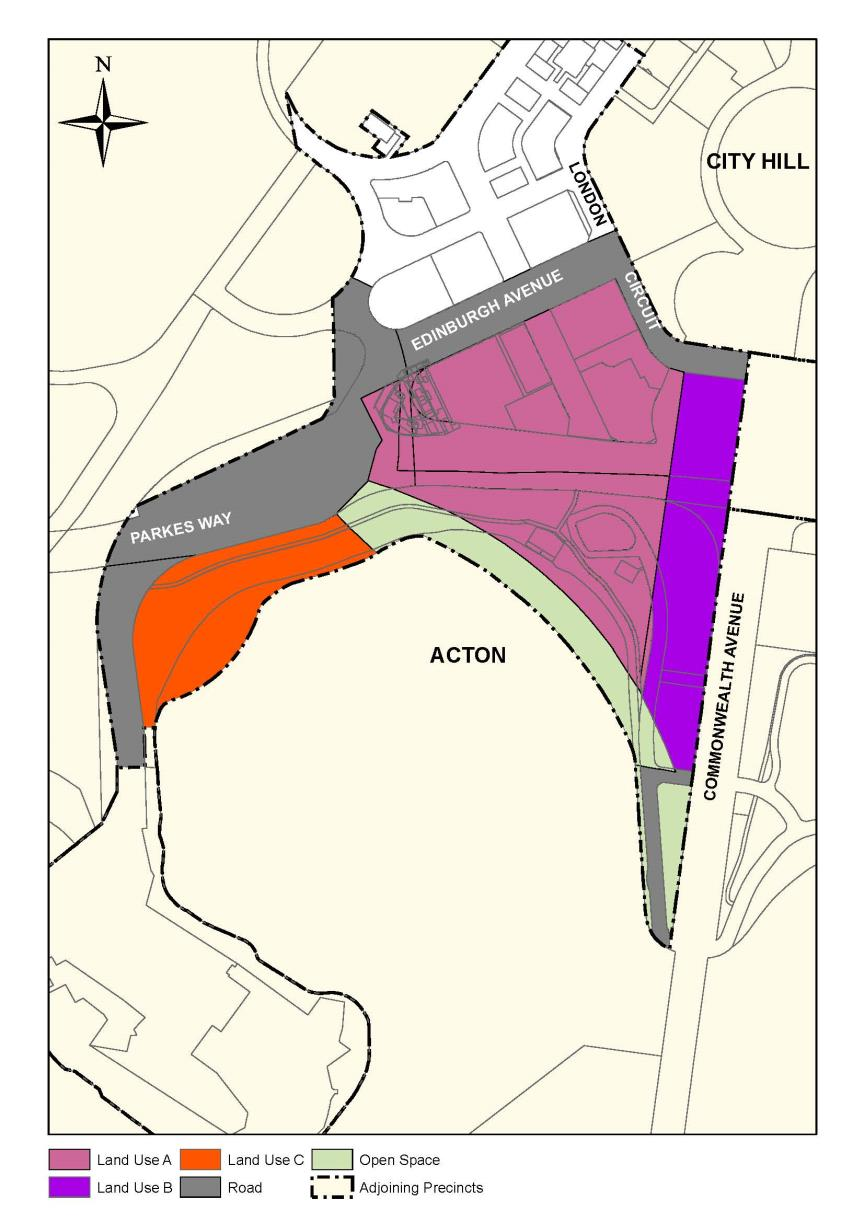 N
CITY HILL
LONDON
CIRCUIT
EDINBURGH AVENUE
PARKES WAY
ACTON
COMMONWEALTH AVENUE
Land Use A
Land Use C
Open Space
Land Use B
Road
Adjoining Precincts